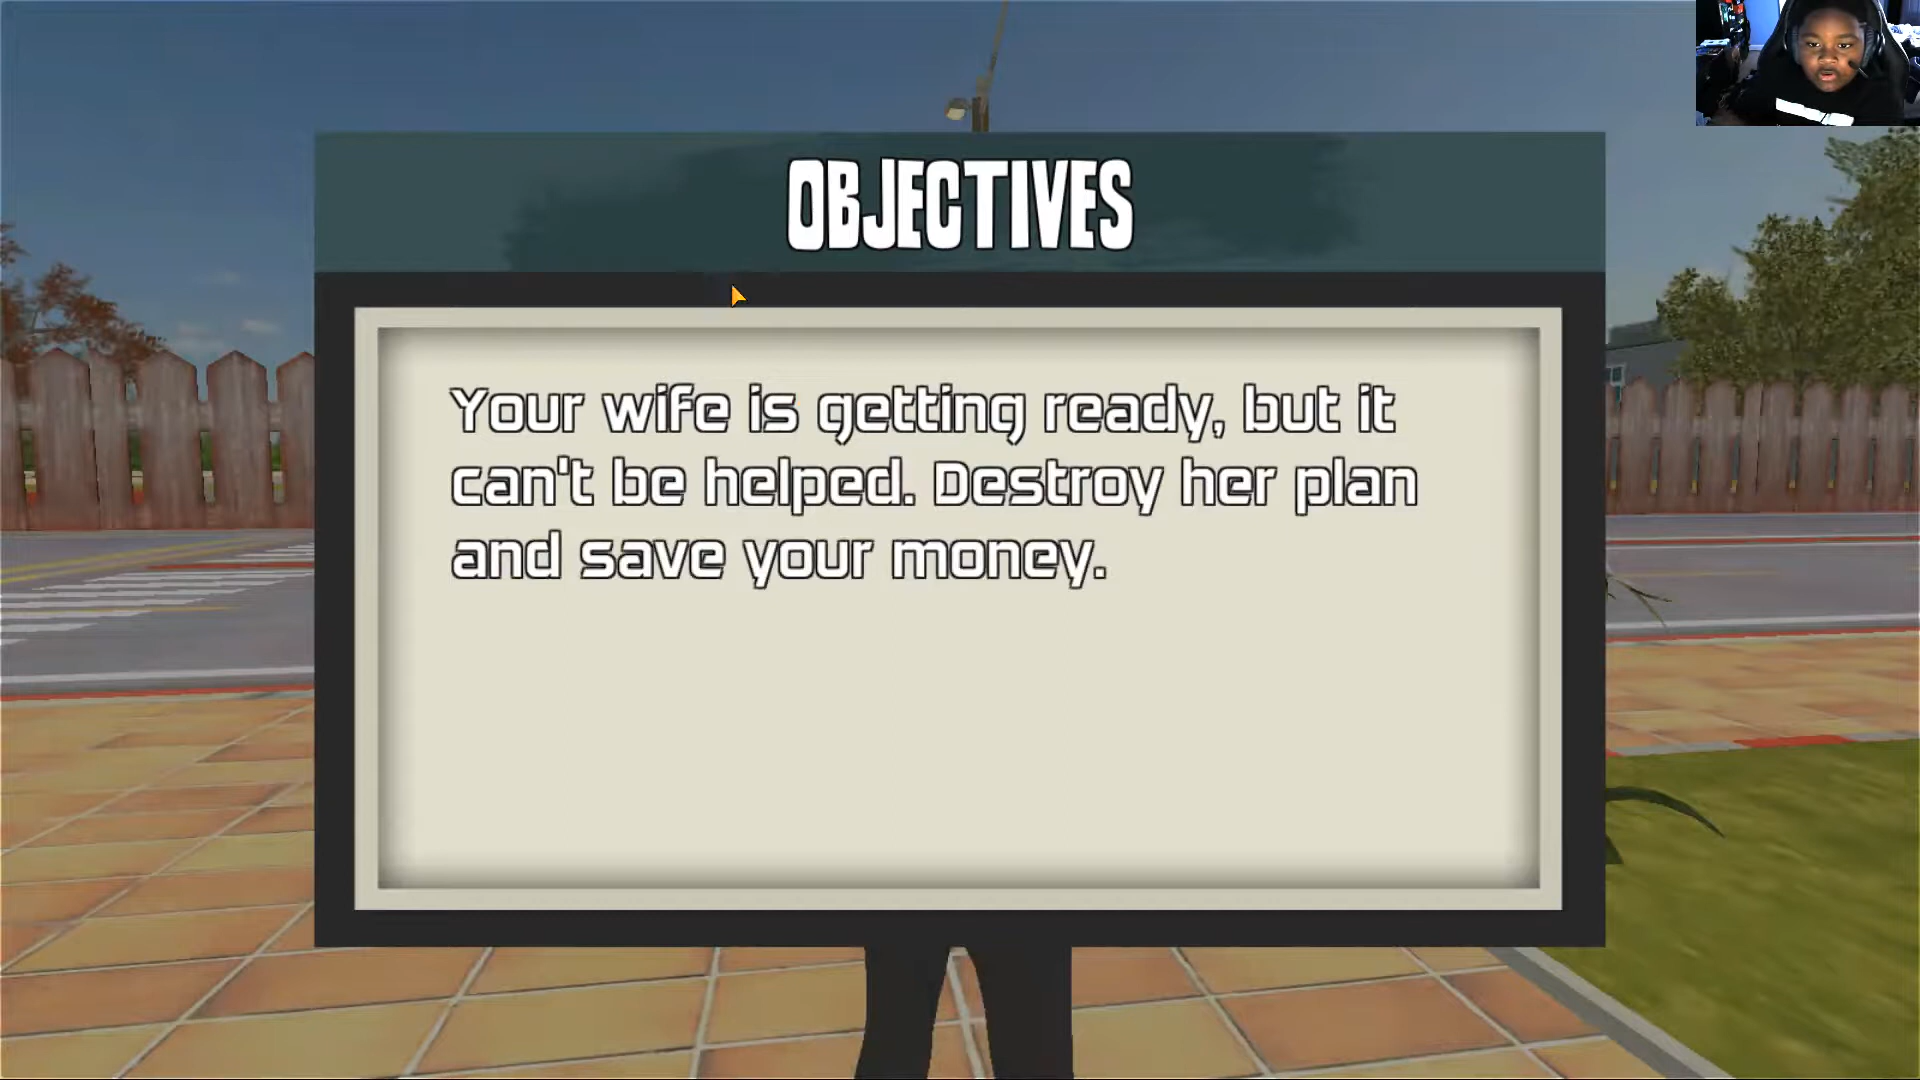 OBJECTIVES
Your wife is getting ready, but it
can't be helped. Destroy her plan
and save your money.